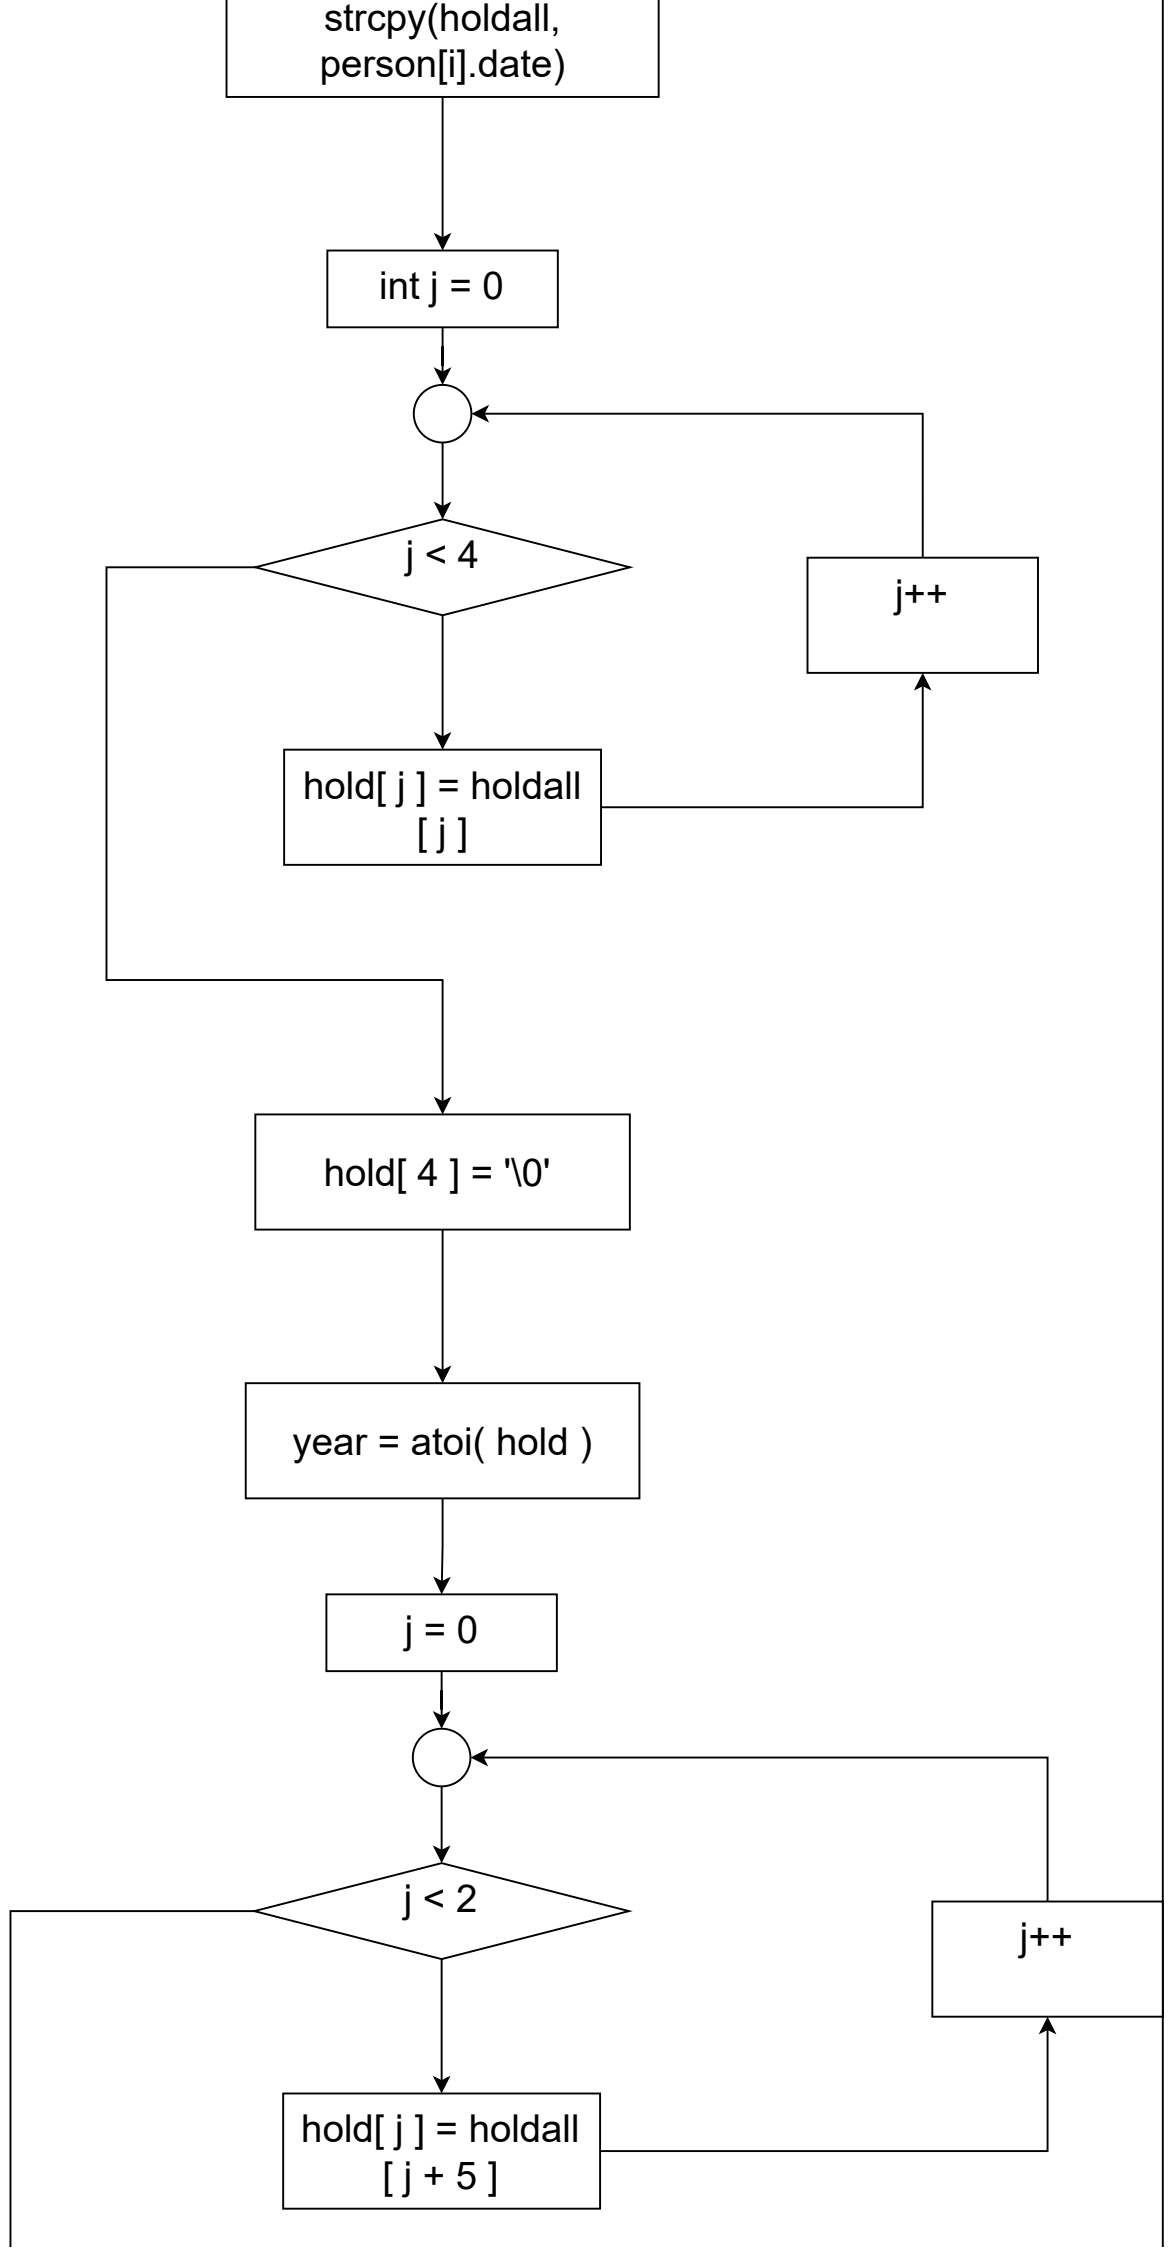 strcpy(holdall,
person[i].date)
int j = 0
j < 4
j++
hold[ j ] = holdall
[ j ]
hold[ 4 ] = '\0'
year = atoi( hold )
j = 0
j < 2
j++
hold[ j ] = holdall
[ j + 5 ]